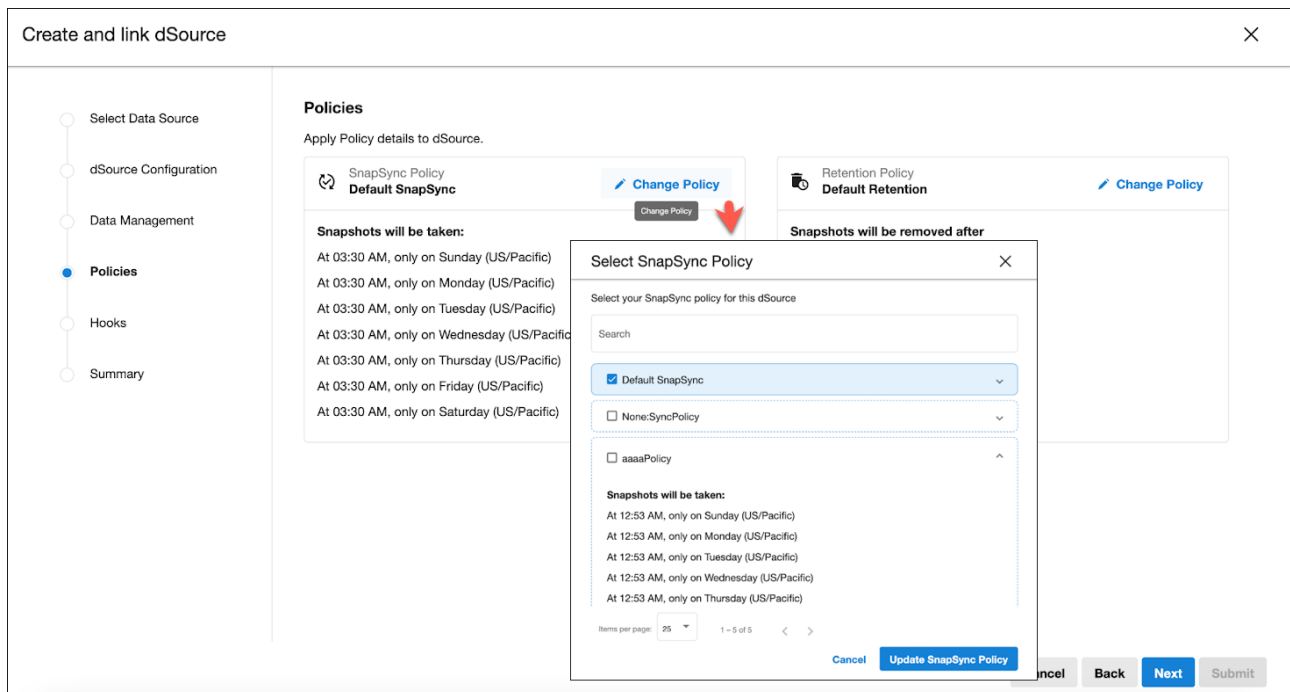 Create and link dSource
Select Data Source
dSource Configuration
Data Management
Policies
Hooks
Summary
Policies
Apply Policy details to dSource.
SnapSync Policy
Default SnapSync
Change Policy
Change Policy
Snapshots will be taken:
At 03:30 AM, only on Sunday (US/Pacific)
At 03:30 AM, only on Monday (US/Pacific)
At 03:30 AM, only on Tuesday (US/Pacific)
At 03:30 AM, only on Wednesday (US/Pacific
At 03:30 AM, only on Thursday (US/Pacific)
At 03:30 AM, only on Friday (US/Pacific)
At 03:30 AM, only on Saturday (US/Pacific)
Retention Policy
Default Retention
Change Policy
Snapshots will be removed after
Select SnapSync Policy
Select your SnapSync policy for this dSource
Search
Default SnapSync
None:SyncPolicy
aaaaPolicy
Snapshots will be taken:
At 12:53 AM, only on Sunday (US/Pacific)
At 12:53 AM, only on Monday (US/Pacific)
At 12:53 AM, only on Tuesday (US/Pacific)
At 12:53 AM, only on Wednesday (US/Pacific)
At 12:53 AM, only on Thursday (US/Pacific)
Items per page: 25 1 – 5 of 5
Cancel Update SnapSync Policy
ncel Back Next Submit